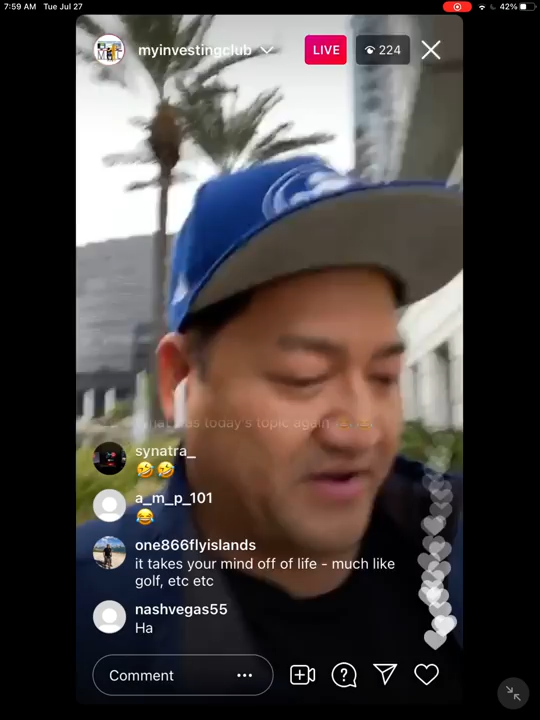 7:59 AM Tue Jul 27
42%
myinvestingclub
LIVE
224
synatra_
🤣🤣
a_m_p_101
😂
one866flyislands
it takes your mind off of life - much like
golf, etc etc
nashvegas55
Ha
Comment